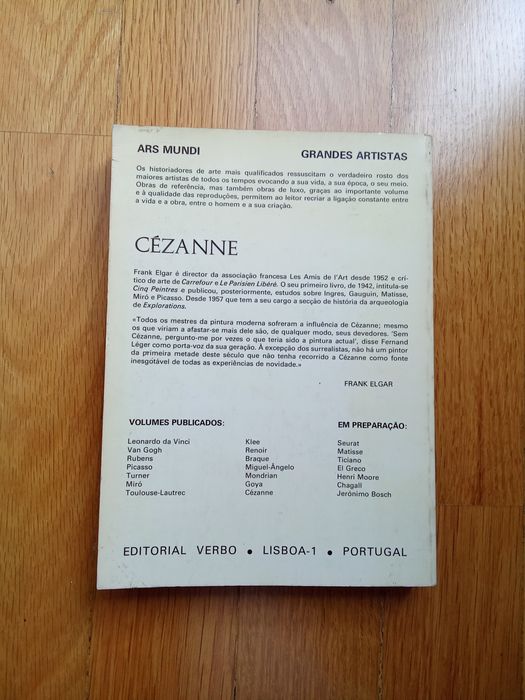 ARS MUNDI GRANDES ARTISTAS
Os historiadores de arte mais qualificados ressuscitam o verdadeiro rosto dos
maiores artistas de todos os tempos evocando a sua vida, a sua época, o seu meio.
Obras de referência, mas também obras de luxo, graças ao importante volume
e à qualidade das reproduções, permitem ao leitor recriar a ligação constante entre
a vida e a obra, entre o homem e a sua criação.
CÉZANNE
Frank Elgar é director da associação francesa Les Amis de l'Art desde 1952 e crí-
tico de arte de Carrefour e Le Parisien Libéré. O seu primeiro livro, de 1942, intitula-se
Cinq Peintres e publicou, posteriormente, estudos sobre Ingres, Gauguin, Matisse,
Miró e Picasso. Desde 1957 que tem a seu cargo a secção de história da arqueologia
de Explorations.
«Todos os mestres da pintura moderna sofreram a influência de Cézanne; mesmo
os que viriam a afastar-se mais dele são, de qualquer modo, seus devedores. 'Sem
Cézanne, pergunto-me por vezes o que teria sido a pintura actual', disse Fernand
Léger como porta-voz da sua geração. À excepção dos surrealistas, não há um pintor
da primeira metade deste século que não tenha recorrido a Cézanne como fonte
inesgotável de todas as experiências de novidade.»
FRANK ELGAR
VOLUMES PUBLICADOS: EM PREPARAÇÃO:
Leonardo da Vinci Klee Seurat
Van Gogh Renoir Matisse
Rubens Braque Ticiano
Picasso Miguel-Ângelo El Greco
Turner Mondrian Henri Moore
Miró Goya Chagall
Toulouse-Lautrec Cézanne Jerónimo Bosch
EDITORIAL VERBO • LISBOA-1 • PORTUGAL